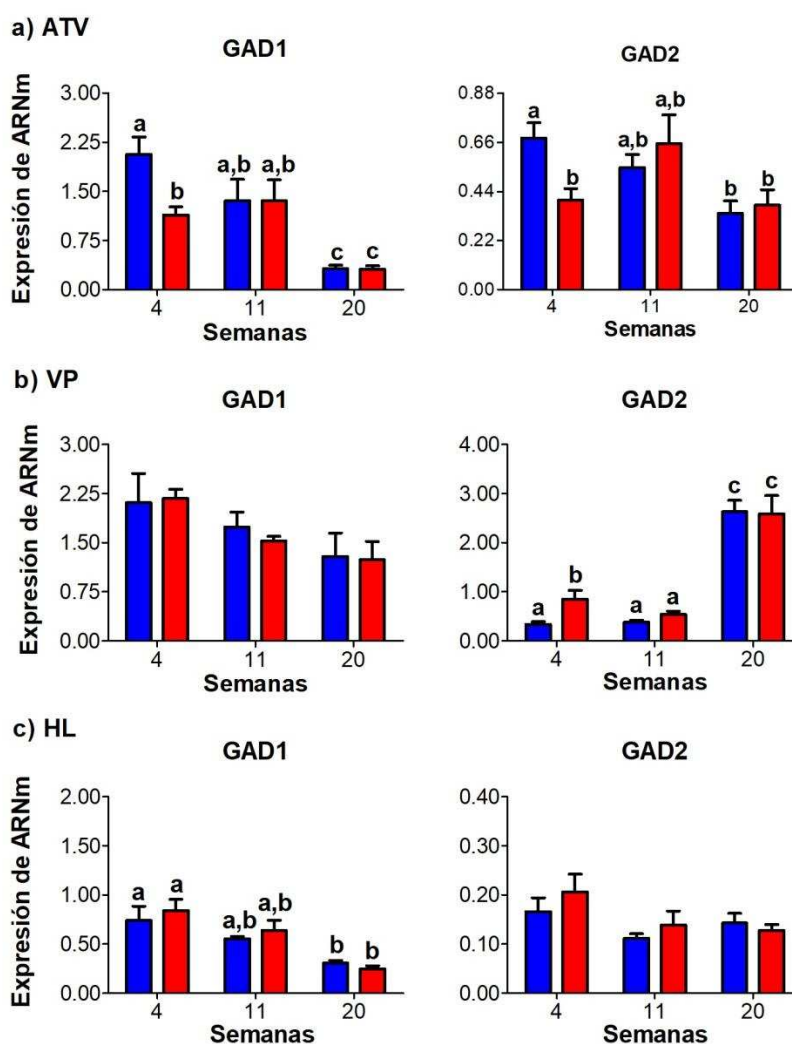 a) ATV
GAD1
GAD2
Expresión de ARNm
3.00
2.25
1.50
0.75
0.00
a
b
a,b
a,b
c
c
4
11
20
Semanas
0.88
0.66
0.44
0.22
0.00
a
b
a,b
a,b
b
b
4
11
20
Semanas
b) VP
GAD1
GAD2
Expresión de ARNm
3.00
2.25
1.50
0.75
0.00
4
11
20
Semanas
4.00
3.00
2.00
1.00
0.00
a
b
a
a
c
c
4
11
20
Semanas
c) HL
GAD1
GAD2
Expresión de ARNm
2.00
1.50
1.00
0.50
0.00
a
a
a,b
a,b
b
b
4
11
20
Semanas
0.40
0.30
0.20
0.10
0.00
4
11
20
Semanas